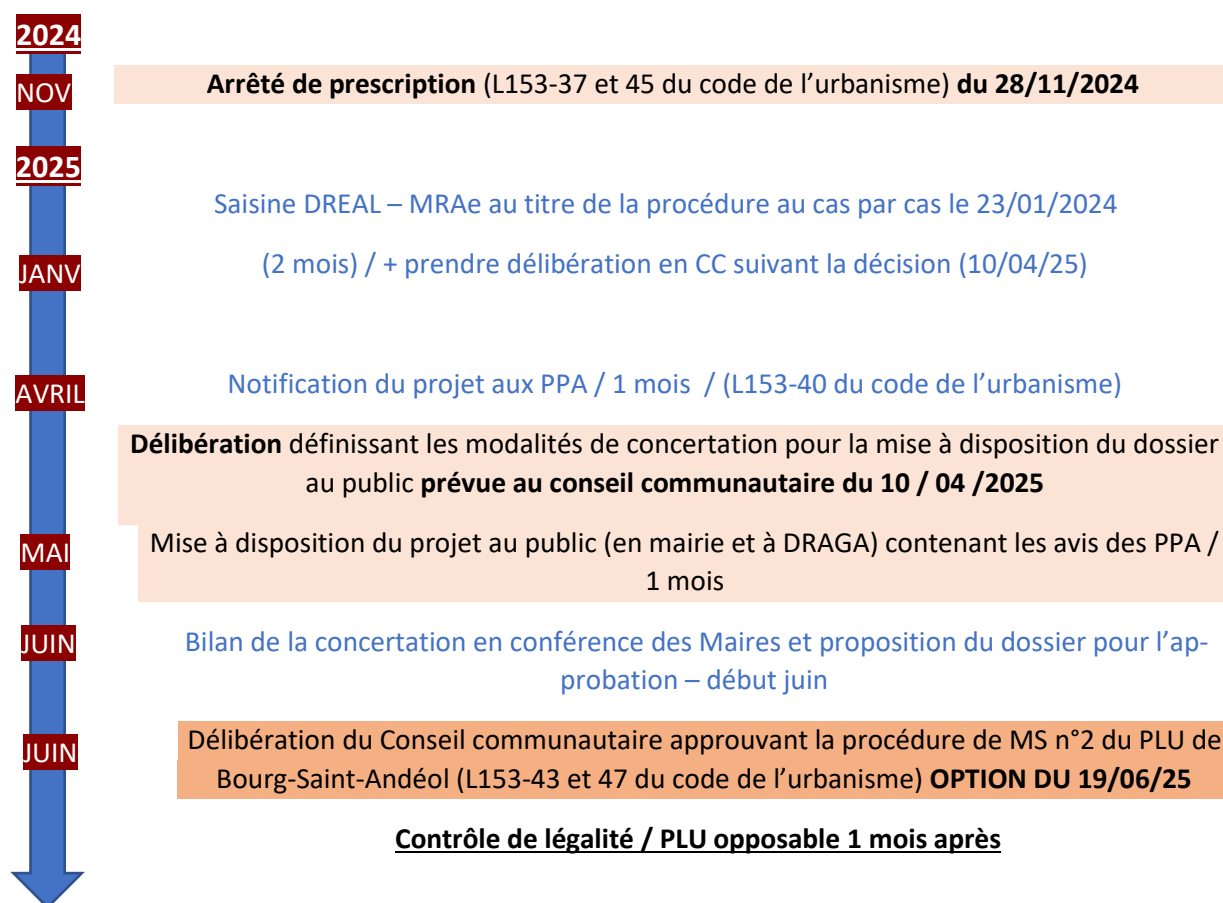 2024
NOV
Arrêté de prescription (L153-37 et 45 du code de l’urbanisme) du 28/11/2024
2025
Saisine DREAL – MRAe au titre de la procédure au cas par cas le 23/01/2024
JANV
(2 mois) / + prendre délibération en CC suivant la décision (10/04/25)
AVRIL
Notification du projet aux PPA / 1 mois / (L153-40 du code de l’urbanisme)
Délibération définissant les modalités de concertation pour la mise à disposition du dossier
au public prévue au conseil communautaire du 10 / 04 /2025
MAI
Mise à disposition du projet au public (en mairie et à DRAGA) contenant les avis des PPA /
1 mois
JUIN
Bilan de la concertation en conférence des Maires et proposition du dossier pour l’ap-
probation – début juin
JUIN
Délibération du Conseil communautaire approuvant la procédure de MS n°2 du PLU de
Bourg-Saint-Andéol (L153-43 et 47 du code de l’urbanisme) OPTION DU 19/06/25
Contrôle de légalité / PLU opposable 1 mois après